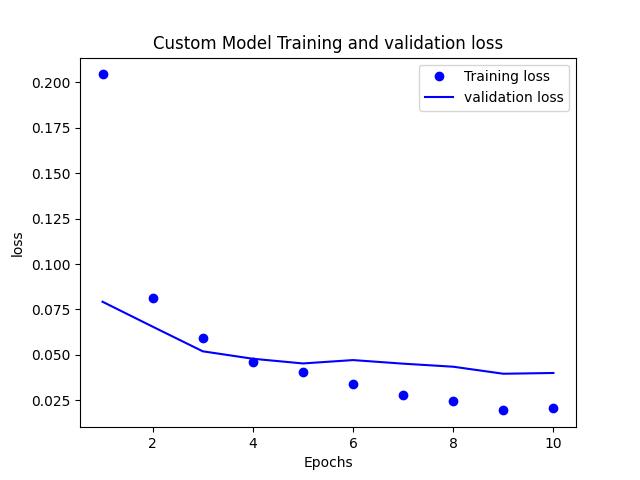 Custom Model Training and validation loss
Training loss
validation loss
0.200
0.175
0.150
0.125
0.100
0.075
0.050
0.025
loss
2 4 6 8 10
Epochs